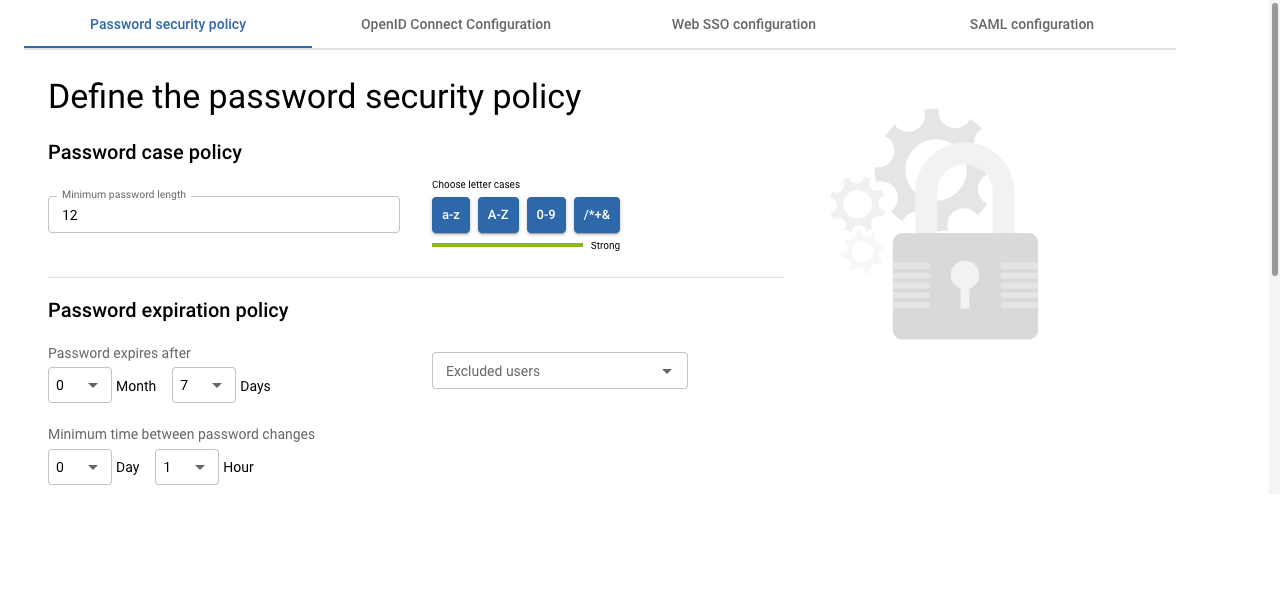 Password security policy OpenID Connect Configuration Web SSO configuration SAML configuration
Define the password security policy
Password case policy
Minimum password length
12
Choose letter cases
a-z A-Z 0-9 /*+&
Strong
Password expiration policy
Password expires after
0 Month 7 Days
Excluded users
Minimum time between password changes
0 Day 1 Hour